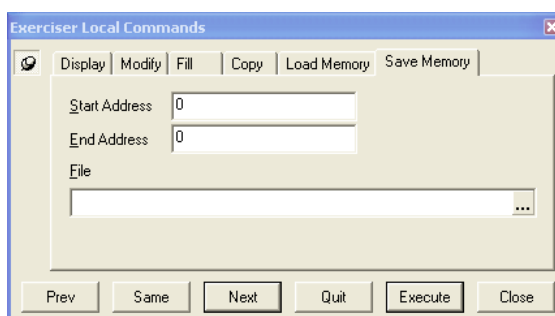 Exerciser Local Commands
Display Modify Fill Copy Load Memory Save Memory
Start Address 0
End Address 0
File
...
Prev Same Next Quit Execute Close